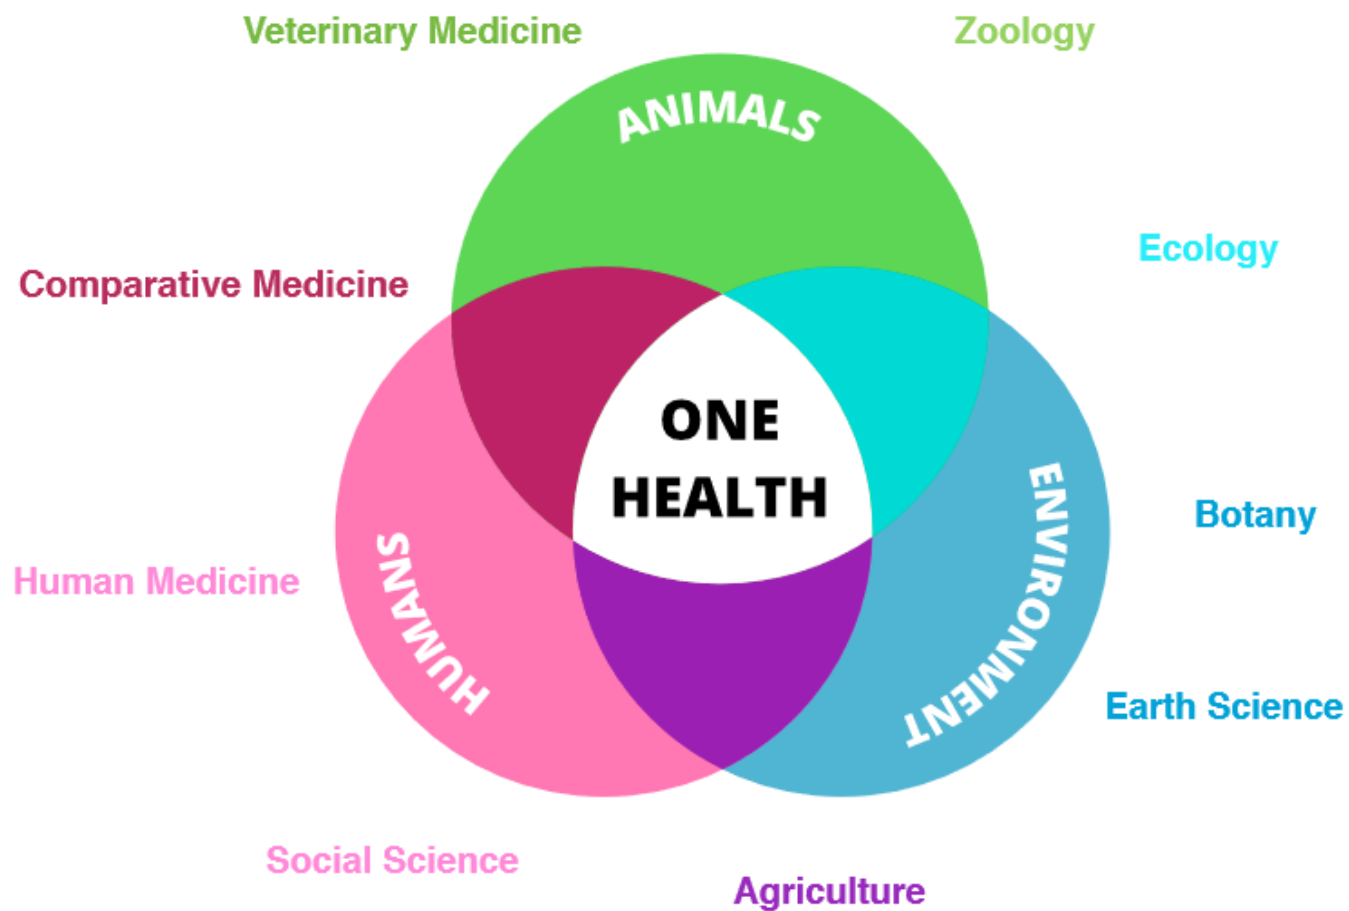 Veterinary Medicine
Zoology
ANIMALS
Ecology
Comparative Medicine
ONE
HEALTH
ENVIRONMENT
Botany
HUMANS
Human Medicine
Earth Science
Social Science
Agriculture